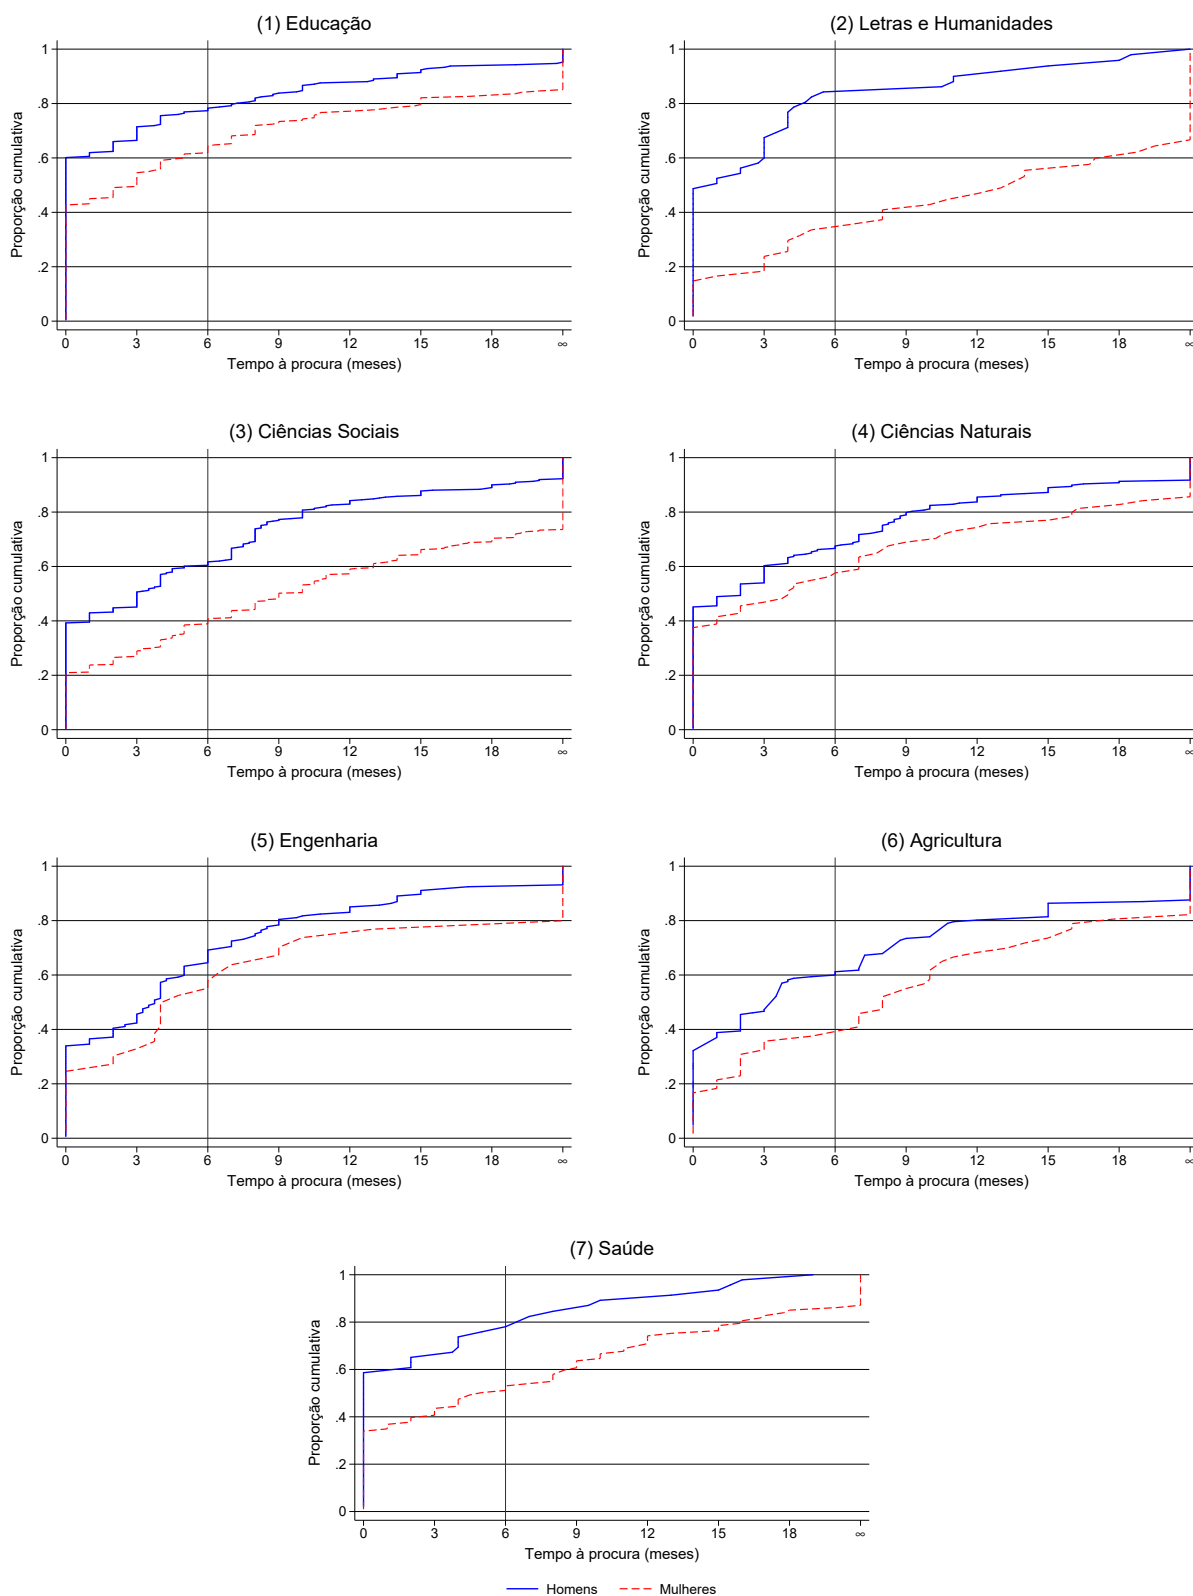 (1) Educação
Proporção cumulativa
1
.8
.6
.4
.2
0
0 3 6 9 12 15 18 ∞
Tempo à procura (meses)
(2) Letras e Humanidades
Proporção cumulativa
1
.8
.6
.4
.2
0
0 3 6 9 12 15 18 ∞
Tempo à procura (meses)
(3) Ciências Sociais
Proporção cumulativa
1
.8
.6
.4
.2
0
0 3 6 9 12 15 18 ∞
Tempo à procura (meses)
(4) Ciências Naturais
Proporção cumulativa
1
.8
.6
.4
.2
0
0 3 6 9 12 15 18 ∞
Tempo à procura (meses)
(5) Engenharia
Proporção cumulativa
1
.8
.6
.4
.2
0
0 3 6 9 12 15 18 ∞
Tempo à procura (meses)
(6) Agricultura
Proporção cumulativa
1
.8
.6
.4
.2
0
0 3 6 9 12 15 18 ∞
Tempo à procura (meses)
(7) Saúde
Proporção cumulativa
1
.8
.6
.4
.2
0
0 3 6 9 12 15 18 ∞
Tempo à procura (meses)
Homens Mulheres